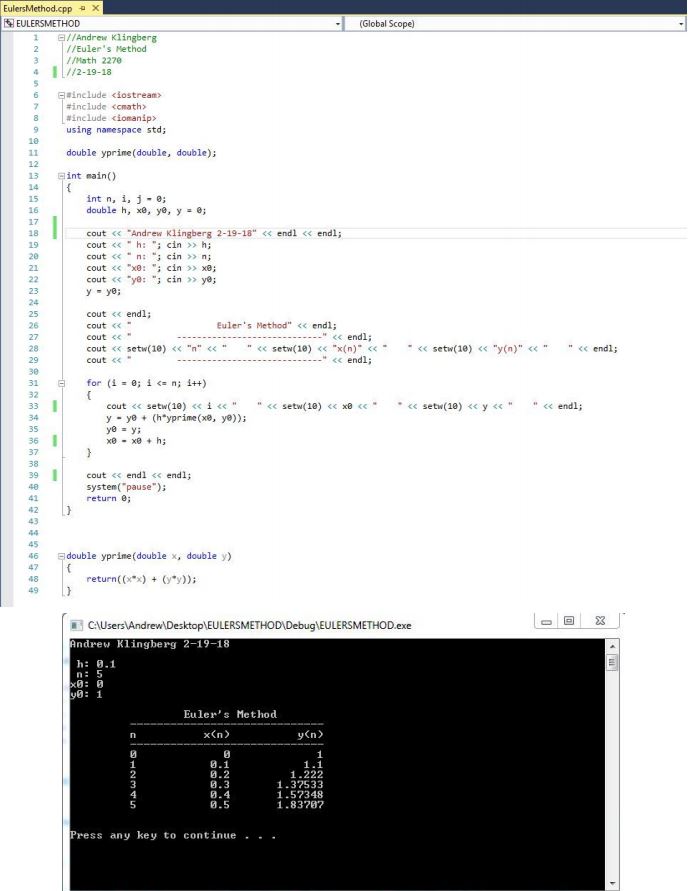 EulersMethod.cpp
EULERSMETHOD (Global Scope)
1 //Andrew Klingberg
2 //Euler's Method
3 //Math 2270
4 //2-19-18
5
6 #include <iostream>
7 #include <cmath>
8 #include <iomanip>
9 using namespace std;
10
11 double yprime(double, double);
12
13 int main()
14 {
15 int n, i, j = 0;
16 double h, x0, y0, y = 0;
17
18 cout << "Andrew Klingberg 2-19-18" << endl << endl;
19 cout << " h: "; cin >> h;
20 cout << " n: "; cin >> n;
21 cout << "x0: "; cin >> x0;
22 cout << "y0: "; cin >> y0;
23 y = y0;
24
25 cout << endl;
26 cout << "               Euler's Method" << endl;
27 cout << "        -----------------------------" << endl;
28 cout << setw(10) << "n" << "    " << setw(10) << "x(n)" << "    " << setw(10) << "y(n)" << "    " << endl;
29 cout << "        -----------------------------" << endl;
30
31 for (i = 0; i <= n; i++)
32 {
33 cout << setw(10) << i << "    " << setw(10) << x0 << "    " << setw(10) << y << "    " << endl;
34 y = y0 + (h*yprime(x0, y0));
35 y0 = y;
36 x0 = x0 + h;
37 }
38
39 cout << endl << endl;
40 system("pause");
41 return 0;
42 }
43
44
45
46 double yprime(double x, double y)
47 {
48 return((x*x) + (y*y));
49 }
C:\Users\Andrew\Desktop\EULERSMETHOD\Debug\EULERSMETHOD.exe
Andrew Klingberg 2-19-18
h: 0.1
n: 5
x0: 0
y0: 1
Euler's Method
-----------------------------
n x(n) y(n)
-----------------------------
0 0 1
1 0.1 1.1
2 0.2 1.222
3 0.3 1.37533
4 0.4 1.57348
5 0.5 1.83707
Press any key to continue . . .